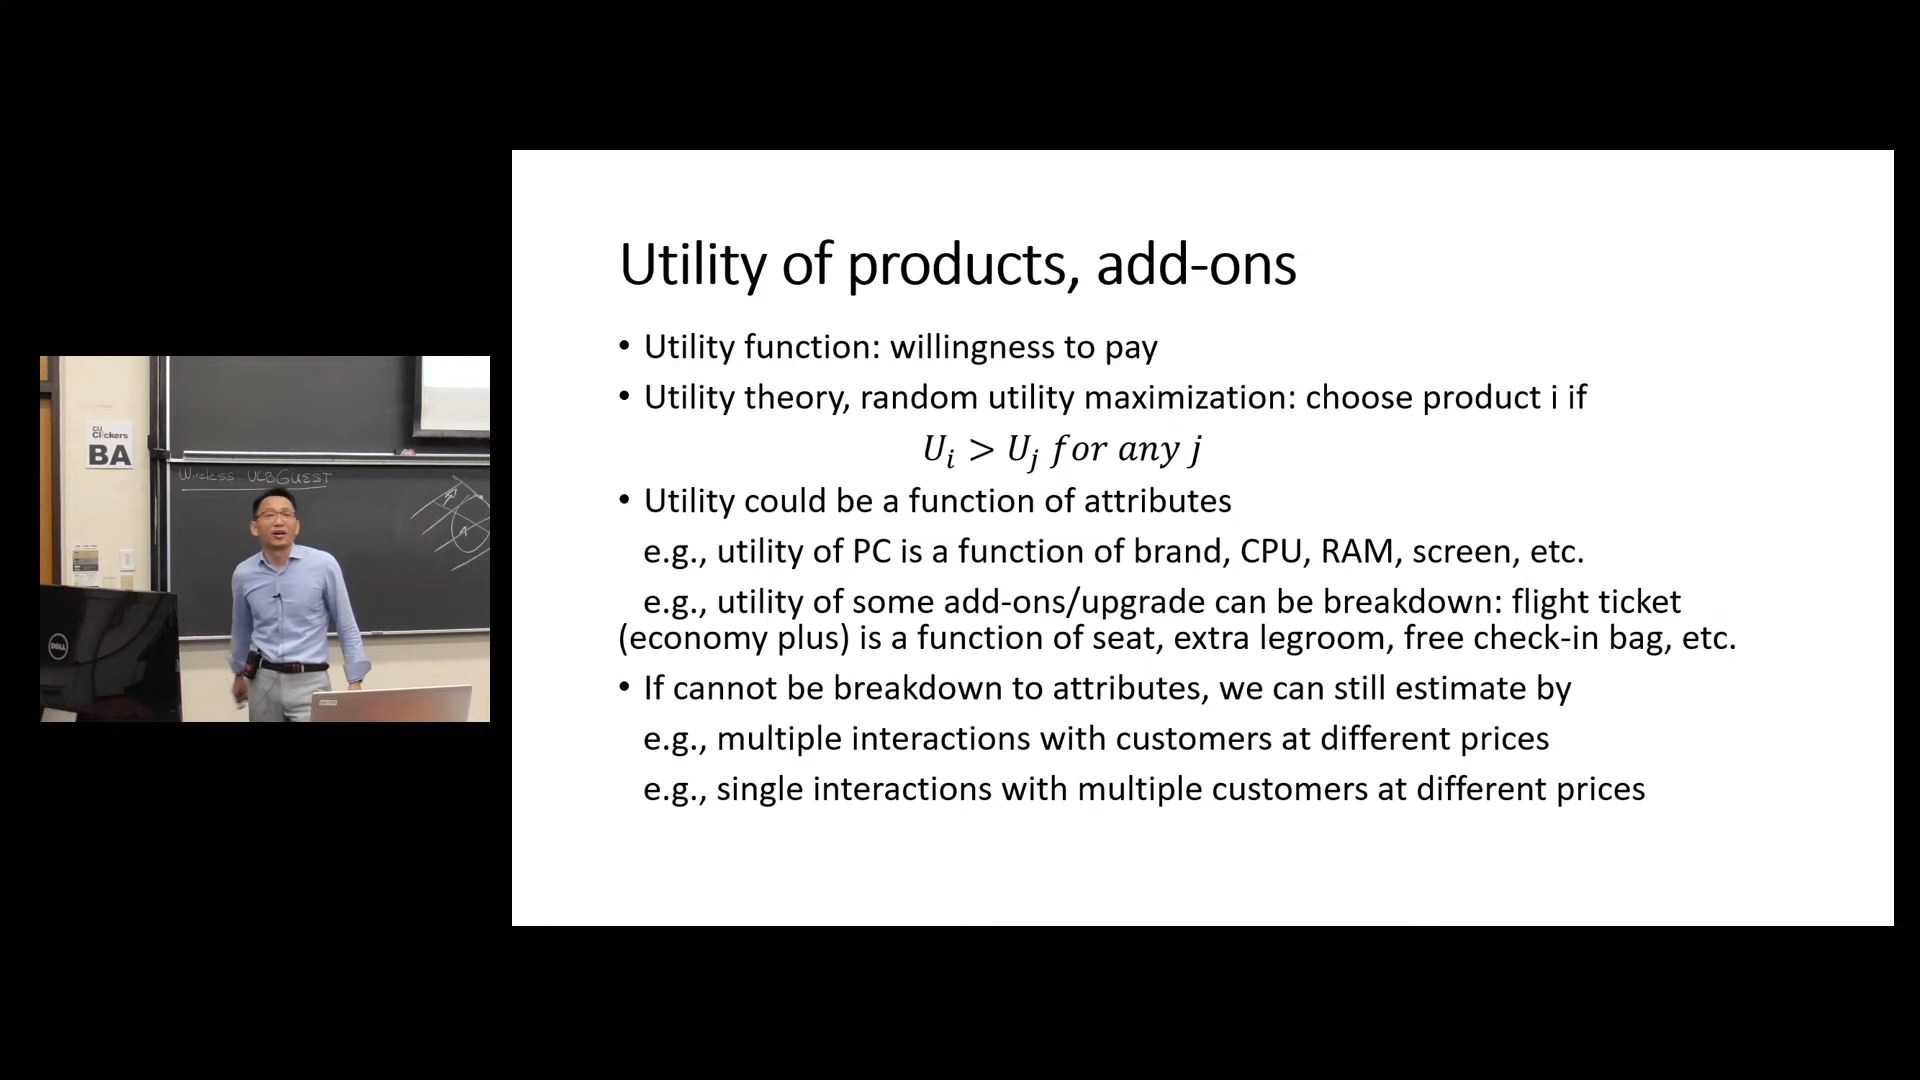 CU
Clickers
BA
Wireless: UCBGUEST
DELL
Utility of products, add-ons
• Utility function: willingness to pay
• Utility theory, random utility maximization: choose product i if
U_i > U_j for any j
• Utility could be a function of attributes
e.g., utility of PC is a function of brand, CPU, RAM, screen, etc.
e.g., utility of some add-ons/upgrade can be breakdown: flight ticket
(economy plus) is a function of seat, extra legroom, free check-in bag, etc.
• If cannot be breakdown to attributes, we can still estimate by
e.g., multiple interactions with customers at different prices
e.g., single interactions with multiple customers at different prices